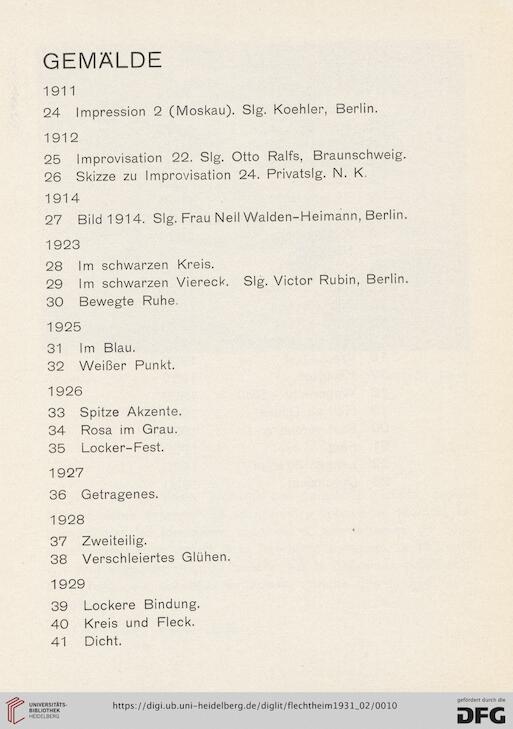 GEMÄLDE
1911
24 Impression 2 (Moskau). Slg. Koehler, Berlin.
1912
25 Improvisation 22. Slg. Otto Ralfs, Braunschweig.
26 Skizze zu Improvisation 24. Privatslg. N. K.
1914
27 Bild 1914. Slg. Frau Nell Walden-Heimann, Berlin.
1923
28 Im schwarzen Kreis.
29 Im schwarzen Viereck. Slg. Victor Rubin, Berlin.
30 Bewegte Ruhe.
1925
31 Im Blau.
32 Weißer Punkt.
1926
33 Spitze Akzente.
34 Rosa im Grau.
35 Locker-Fest.
1927
36 Getragenes.
1928
37 Zweiteilig.
38 Verschleiertes Glühen.
1929
39 Lockere Bindung.
40 Kreis und Fleck.
41 Dicht.
UNIVERSITÄTS-
BIBLIOTHEK
HEIDELBERG
https://digi.ub.uni-heidelberg.de/diglit/flechtheim1931_02/0010
gefördert durch die
DFG